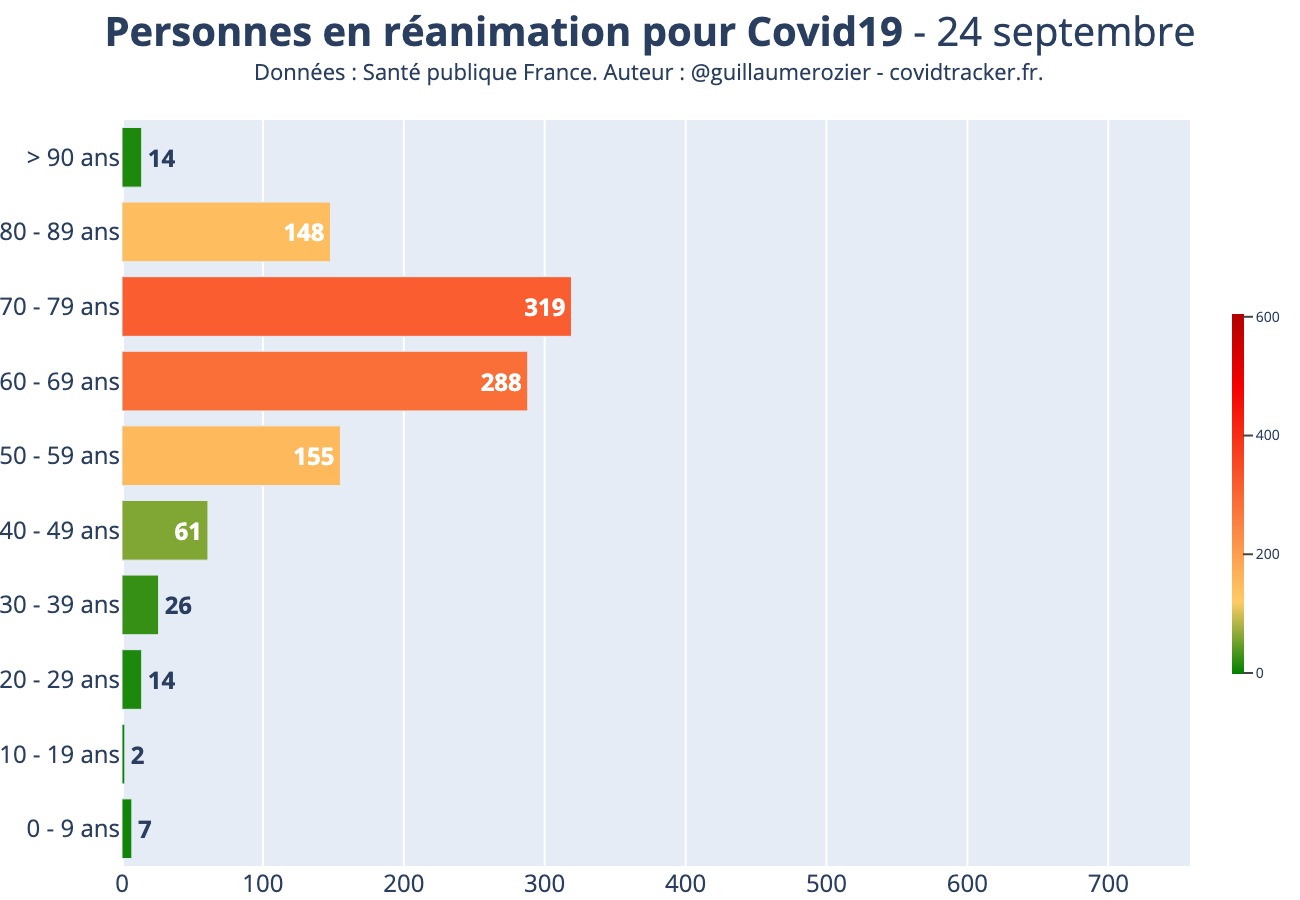 Personnes en réanimation pour Covid19 - 24 septembre
Données : Santé publique France. Auteur : @guillaumerozier - covidtracker.fr.
> 90 ans 14
80 - 89 ans 148
70 - 79 ans 319
60 - 69 ans 288
50 - 59 ans 155
40 - 49 ans 61
30 - 39 ans 26
20 - 29 ans 14
10 - 19 ans 2
0 - 9 ans 7
0 100 200 300 400 500 600 700
600
400
200
0